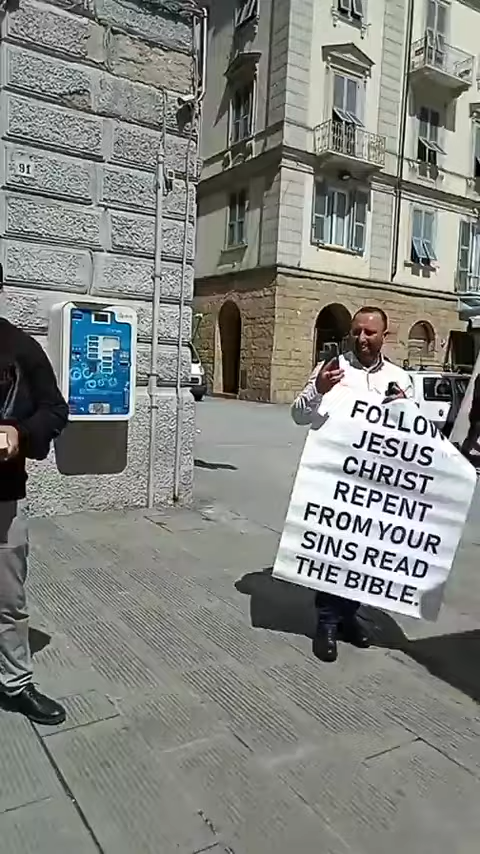 91
FOLLOW
JESUS
CHRIST
REPENT
FROM YOUR
SINS READ
THE BIBLE.